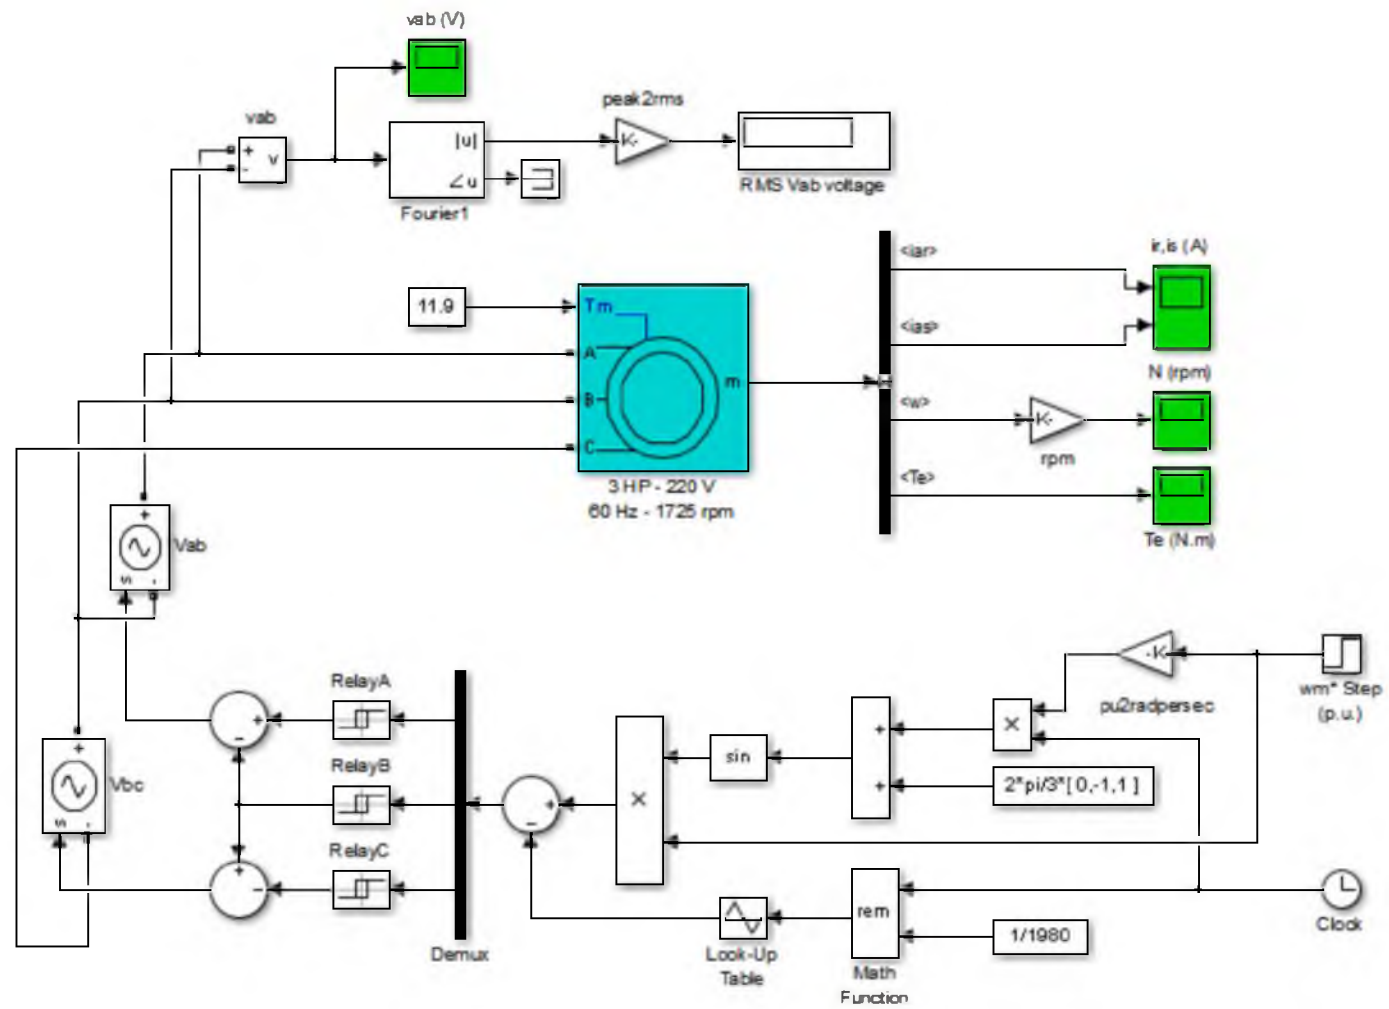 vab (V)
peak2rms
vab
+
v
-
|u|
∠u
K-
RMS Vab voltage
Fourier1
<iar>
ir,is (A)
11.9
Tm
<ias>
A
N (rpm)
m
B
<w>
K-
C
rpm
<Te>
3 HP - 220 V
60 Hz - 1725 rpm
Te (N.m)
+
Vab
s
-
-K-
wm* Step
(p.u.)
pu2radpersec
RelayA
+
-
×
+
sin
+
2*pi/3*[0,-1,1]
RelayB
+
Vbc
s
-
+
-
×
RelayC
+
-
rem
1/1980
Clock
Demux
Look-Up
Table
Math
Function